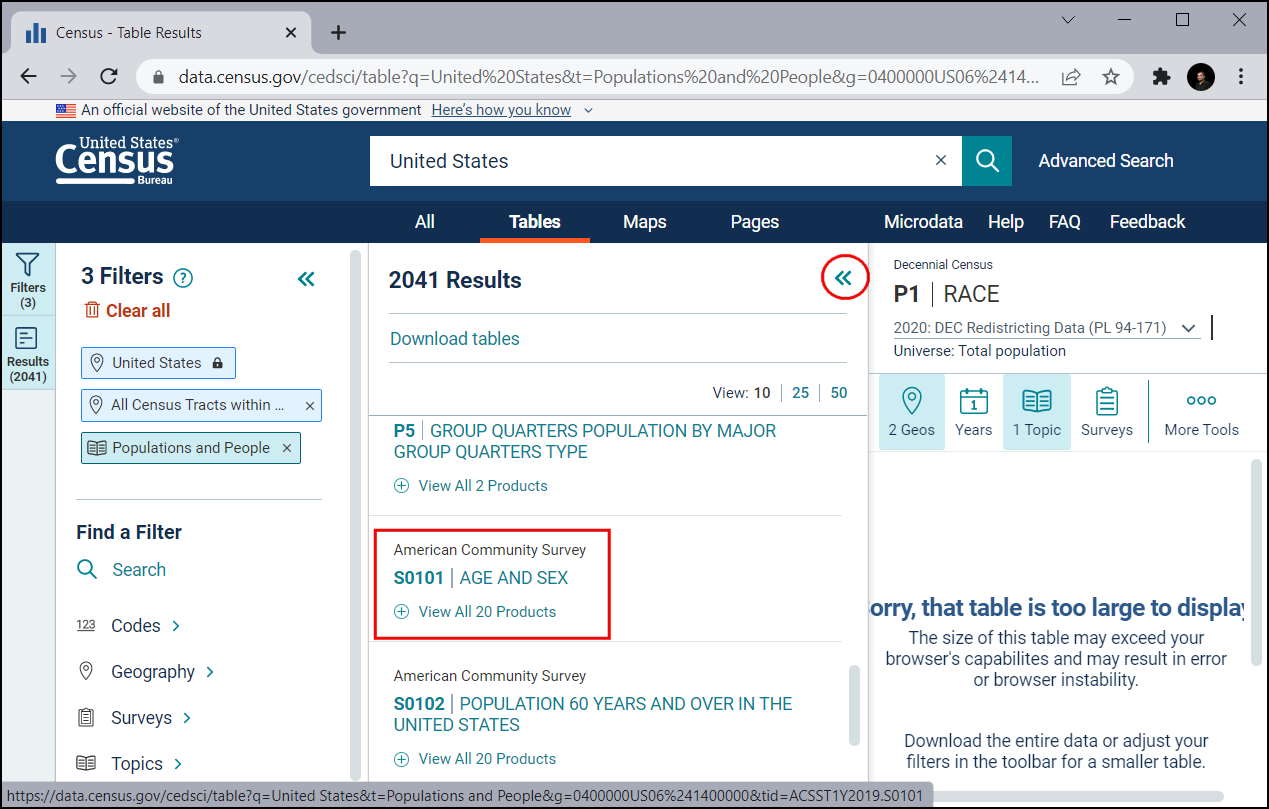 Census - Table Results
data.census.gov/cedsci/table?q=United%20States&t=Populations%20and%20People&g=0400000US06%2414...
An official website of the United States government Here's how you know
United States®
Census
Bureau
United States
Advanced Search
All Tables Maps Pages Microdata Help FAQ Feedback
Filters
(3)
Results
(2041)
3 Filters ?
Clear all
United States
All Census Tracts within ...
Populations and People
Find a Filter
Search
123 Codes
Geography
Surveys
Topics
2041 Results
Download tables
View: 10 25 50
P5 | GROUP QUARTERS POPULATION BY MAJOR
GROUP QUARTERS TYPE
View All 2 Products
American Community Survey
S0101 | AGE AND SEX
View All 20 Products
American Community Survey
S0102 | POPULATION 60 YEARS AND OVER IN THE
UNITED STATES
View All 20 Products
Decennial Census
P1 | RACE
2020: DEC Redistricting Data (PL 94-171)
Universe: Total population
2 Geos
1
Years
1 Topic
Surveys
More Tools
orry, that table is too large to display
The size of this table may exceed your
browser's capabilites and may result in error
or browser instability.
Download the entire data or adjust your
filters in the toolbar for a smaller table.
https://data.census.gov/cedsci/table?q=United States&t=Populations and People&g=0400000US06%241400000&tid=ACSST1Y2019.S0101